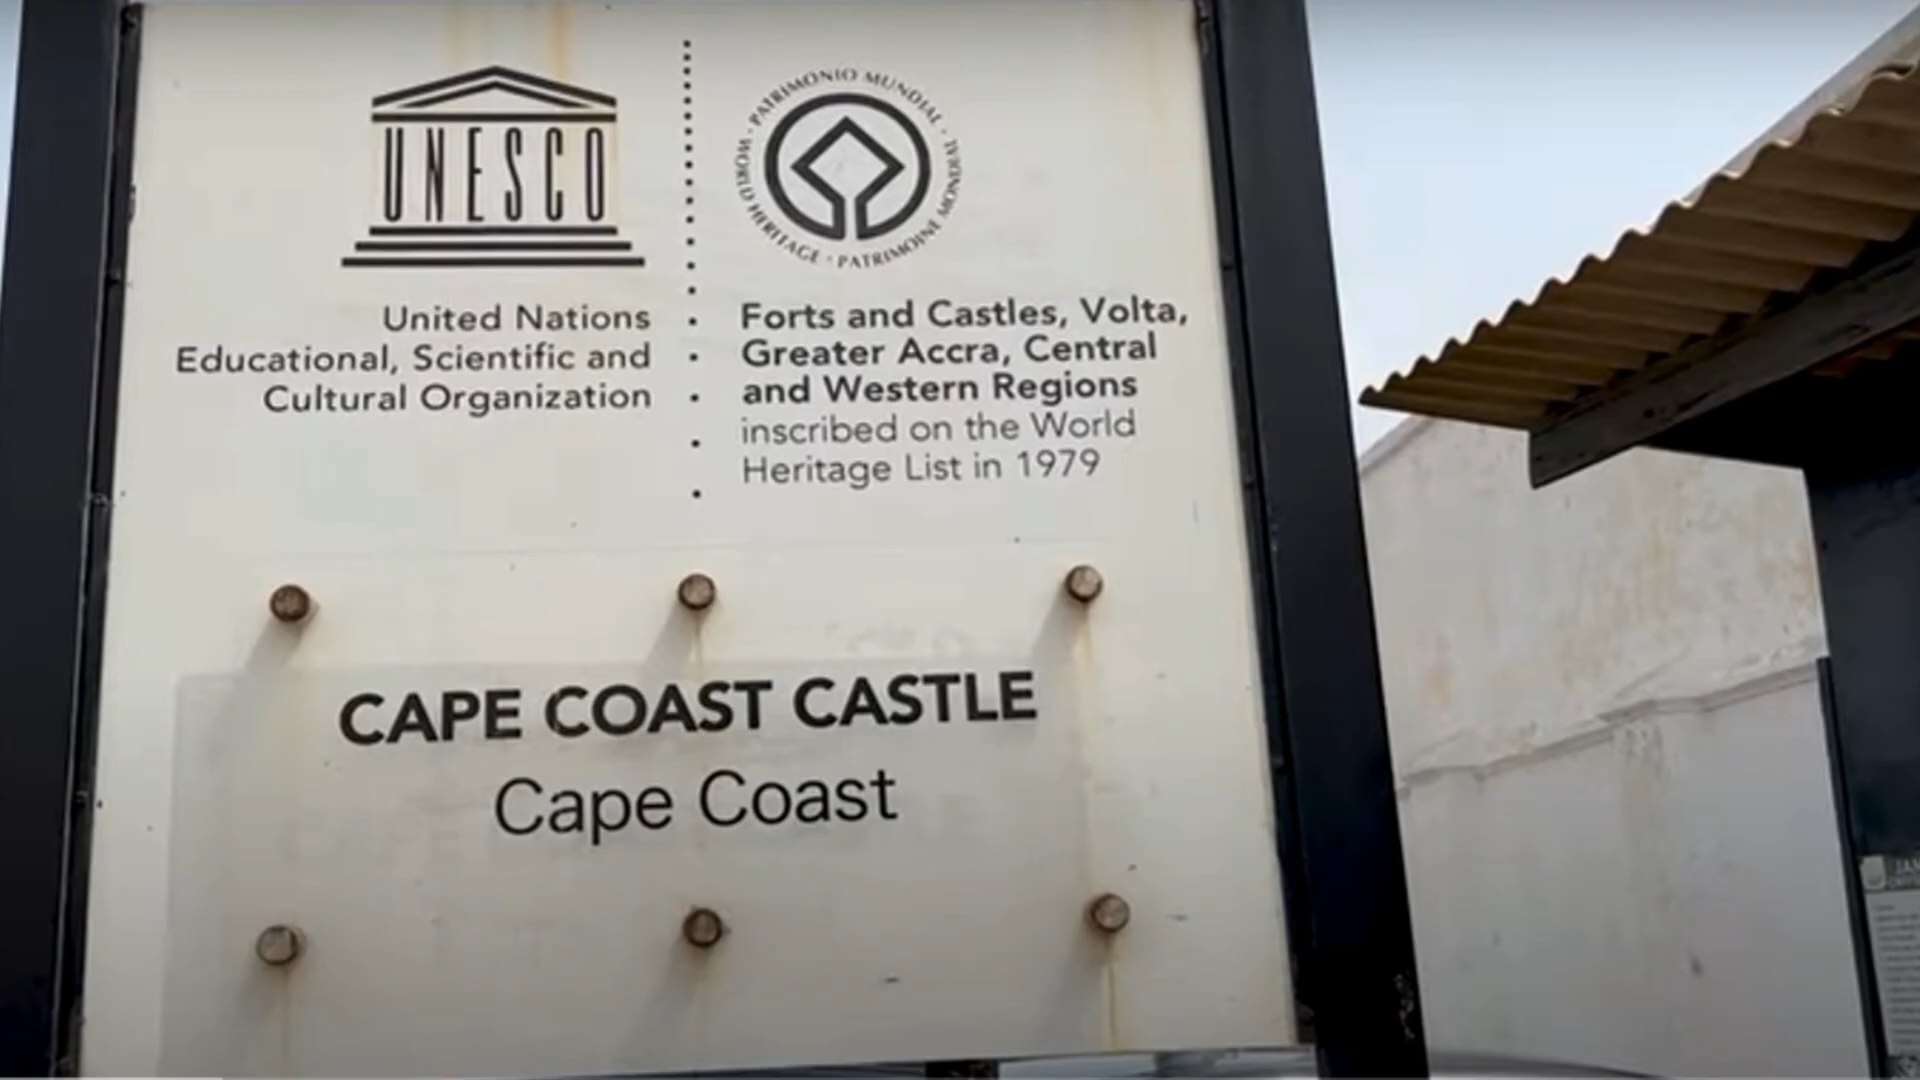 UNESCO
United Nations
Educational, Scientific and
Cultural Organization
WORLD HERITAGE · PATRIMONIO MUNDIAL · PATRIMOINE MONDIAL ·
Forts and Castles, Volta,
Greater Accra, Central
and Western Regions
inscribed on the World
Heritage List in 1979
CAPE COAST CASTLE
Cape Coast